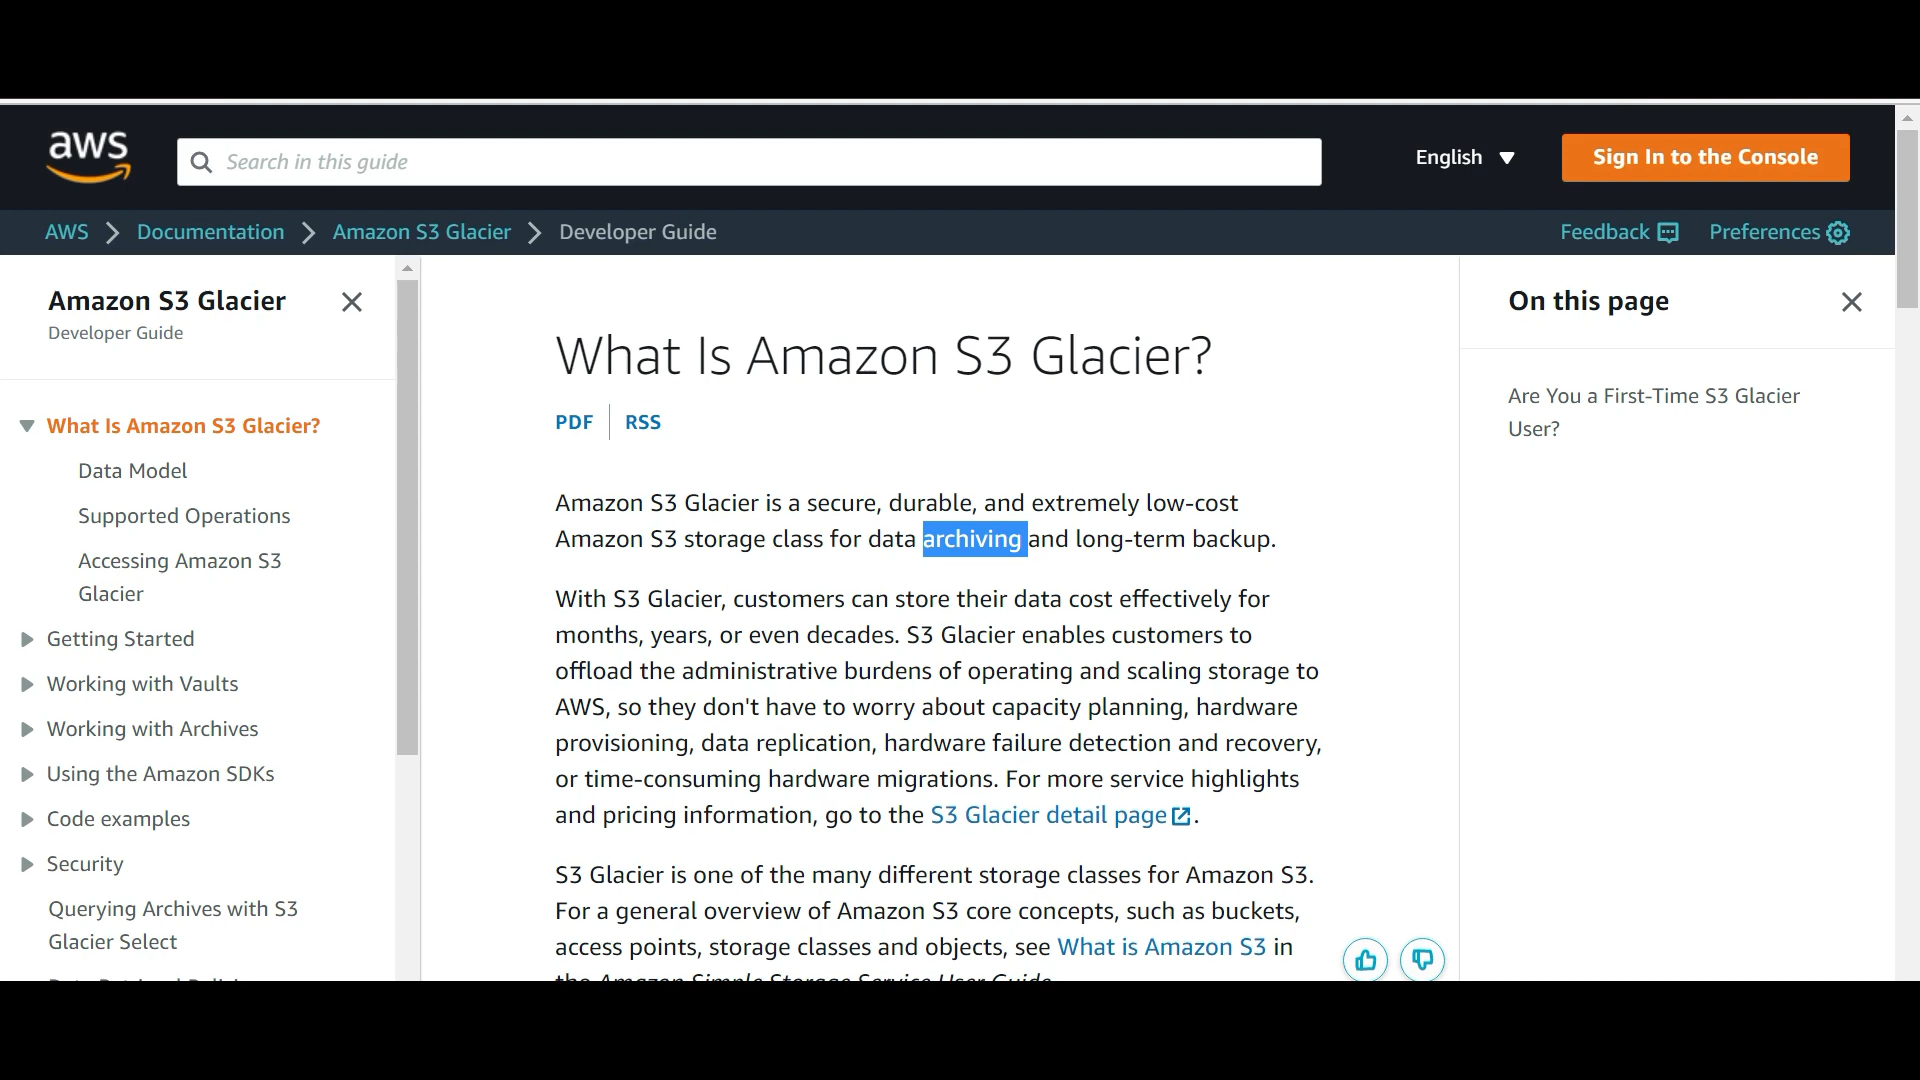 aws
Search in this guide
English
Sign In to the Console
AWS
Documentation
Amazon S3 Glacier
Developer Guide
Feedback
Preferences
Amazon S3 Glacier
Developer Guide
What Is Amazon S3 Glacier?
Data Model
Supported Operations
Accessing Amazon S3
Glacier
Getting Started
Working with Vaults
Working with Archives
Using the Amazon SDKs
Code examples
Security
Querying Archives with S3
Glacier Select
What Is Amazon S3 Glacier?
PDF
RSS
Amazon S3 Glacier is a secure, durable, and extremely low-cost
Amazon S3 storage class for data archiving and long-term backup.
With S3 Glacier, customers can store their data cost effectively for
months, years, or even decades. S3 Glacier enables customers to
offload the administrative burdens of operating and scaling storage to
AWS, so they don't have to worry about capacity planning, hardware
provisioning, data replication, hardware failure detection and recovery,
or time-consuming hardware migrations. For more service highlights
and pricing information, go to the S3 Glacier detail page.
S3 Glacier is one of the many different storage classes for Amazon S3.
For a general overview of Amazon S3 core concepts, such as buckets,
access points, storage classes and objects, see What is Amazon S3 in
the Amazon Simple Storage Service User Guide
On this page
Are You a First-Time S3 Glacier
User?